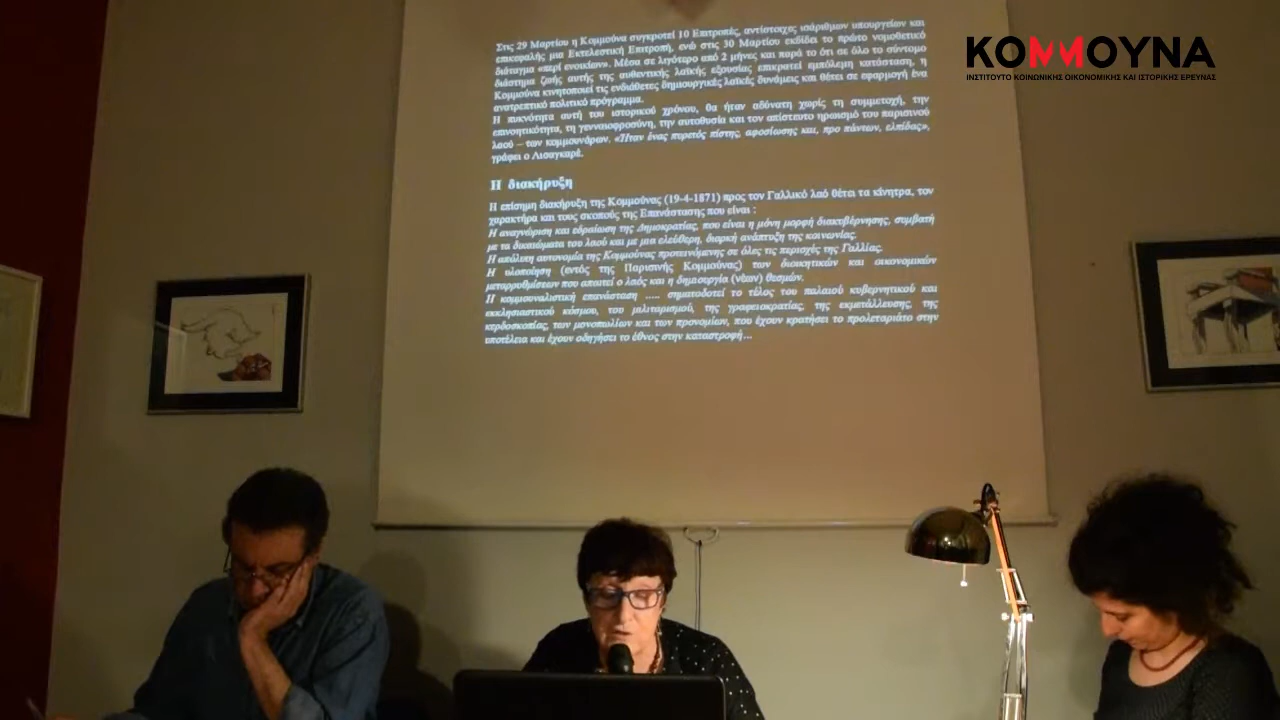 ΚΟΜΜΟΥΝΑ
ΙΝΣΤΙΤΟΥΤΟ ΚΟΙΝΩΝΙΚΗΣ ΟΙΚΟΝΟΜΙΚΗΣ ΚΑΙ ΙΣΤΟΡΙΚΗΣ ΕΡΕΥΝΑΣ
Στις 29 Μαρτίου η Κομμούνα συγκροτεί 10 Επιτροπές, αντίστοιχες ισάριθμων υπουργείων και
επικεφαλής μια Εκτελεστική Επιτροπή, ενώ στις 30 Μαρτίου εκδίδει το πρώτο νομοθετικό
διάταγμα «περί ενοικίων». Μέσα σε λιγότερο από 2 μήνες και παρά το ότι σε όλο το σύντομο
διάστημα ζωής αυτής της αυθεντικής λαϊκής εξουσίας επικρατεί εμπόλεμη κατάσταση, η
Κομμούνα κινητοποιεί τις ενδιάθετες δημιουργικές λαϊκές δυνάμεις και θέτει σε εφαρμογή ένα
ανατρεπτικό πολιτικό πρόγραμμα.
Η πυκνότητα αυτή του ιστορικού χρόνου, θα ήταν αδύνατη χωρίς τη συμμετοχή, την
επινοητικότητα, τη γενναιοφροσύνη, την αυτοθυσία και τον απίστευτο ηρωισμό του παρισινού
λαού – των κομμουνάρων. «Ήταν ένας πυρετός πίστης, αφοσίωσης και, προ πάντων, ελπίδας»,
γράφει ο Λισαγκαρέ.
Η διακήρυξη
Η επίσημη διακήρυξη της Κομμούνας (19-4-1871) προς τον Γαλλικό λαό θέτει τα κίνητρα, τον
χαρακτήρα και τους σκοπούς της Επανάστασης που είναι :
Η αναγνώριση και εδραίωση της Δημοκρατίας, που είναι η μόνη μορφή διακυβέρνησης, συμβατή
με τα δικαιώματα του λαού και με μια ελεύθερη, διαρκή ανάπτυξη της κοινωνίας.
Η απόλυτη αυτονομία της Κομμούνας προτεινόμενης σε όλες τις περιοχές της Γαλλίας.
Η υλοποίηση (εντός της Παρισινής Κομμούνας) των διοικητικών και οικονομικών
μεταρρυθμίσεων που απαιτεί ο λαός και η δημιουργία (νέων) θεσμών.
Η κομμουναλιστική επανάσταση ..... σηματοδοτεί το τέλος του παλαιού κυβερνητικού και
εκκλησιαστικού κόσμου, του μιλιταρισμού, της γραφειοκρατίας, της εκμετάλλευσης, της
κερδοσκοπίας, των μονοπωλίων και των προνομίων, που έχουν κρατήσει το προλεταριάτο στην
υποτέλεια και έχουν οδηγήσει το έθνος στην καταστροφή…